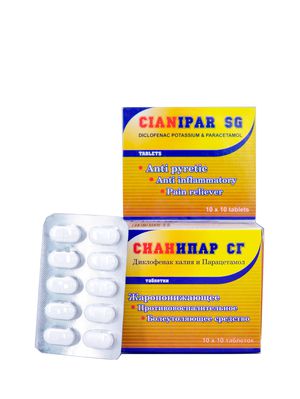 CIANIPAR SG
DICLOFENAC POTASSIUM & PARACETAMOL
TABLETS
Anti pyretic
Anti inflammatory
Pain reliever
10 x 10 tablets
СИАНИПАР СГ
Диклофенак калия и Парацетамол
таблетки
Жаропонижающее
Противовоспалительное
Болеутоляющее средство
10 x 10 таблеток